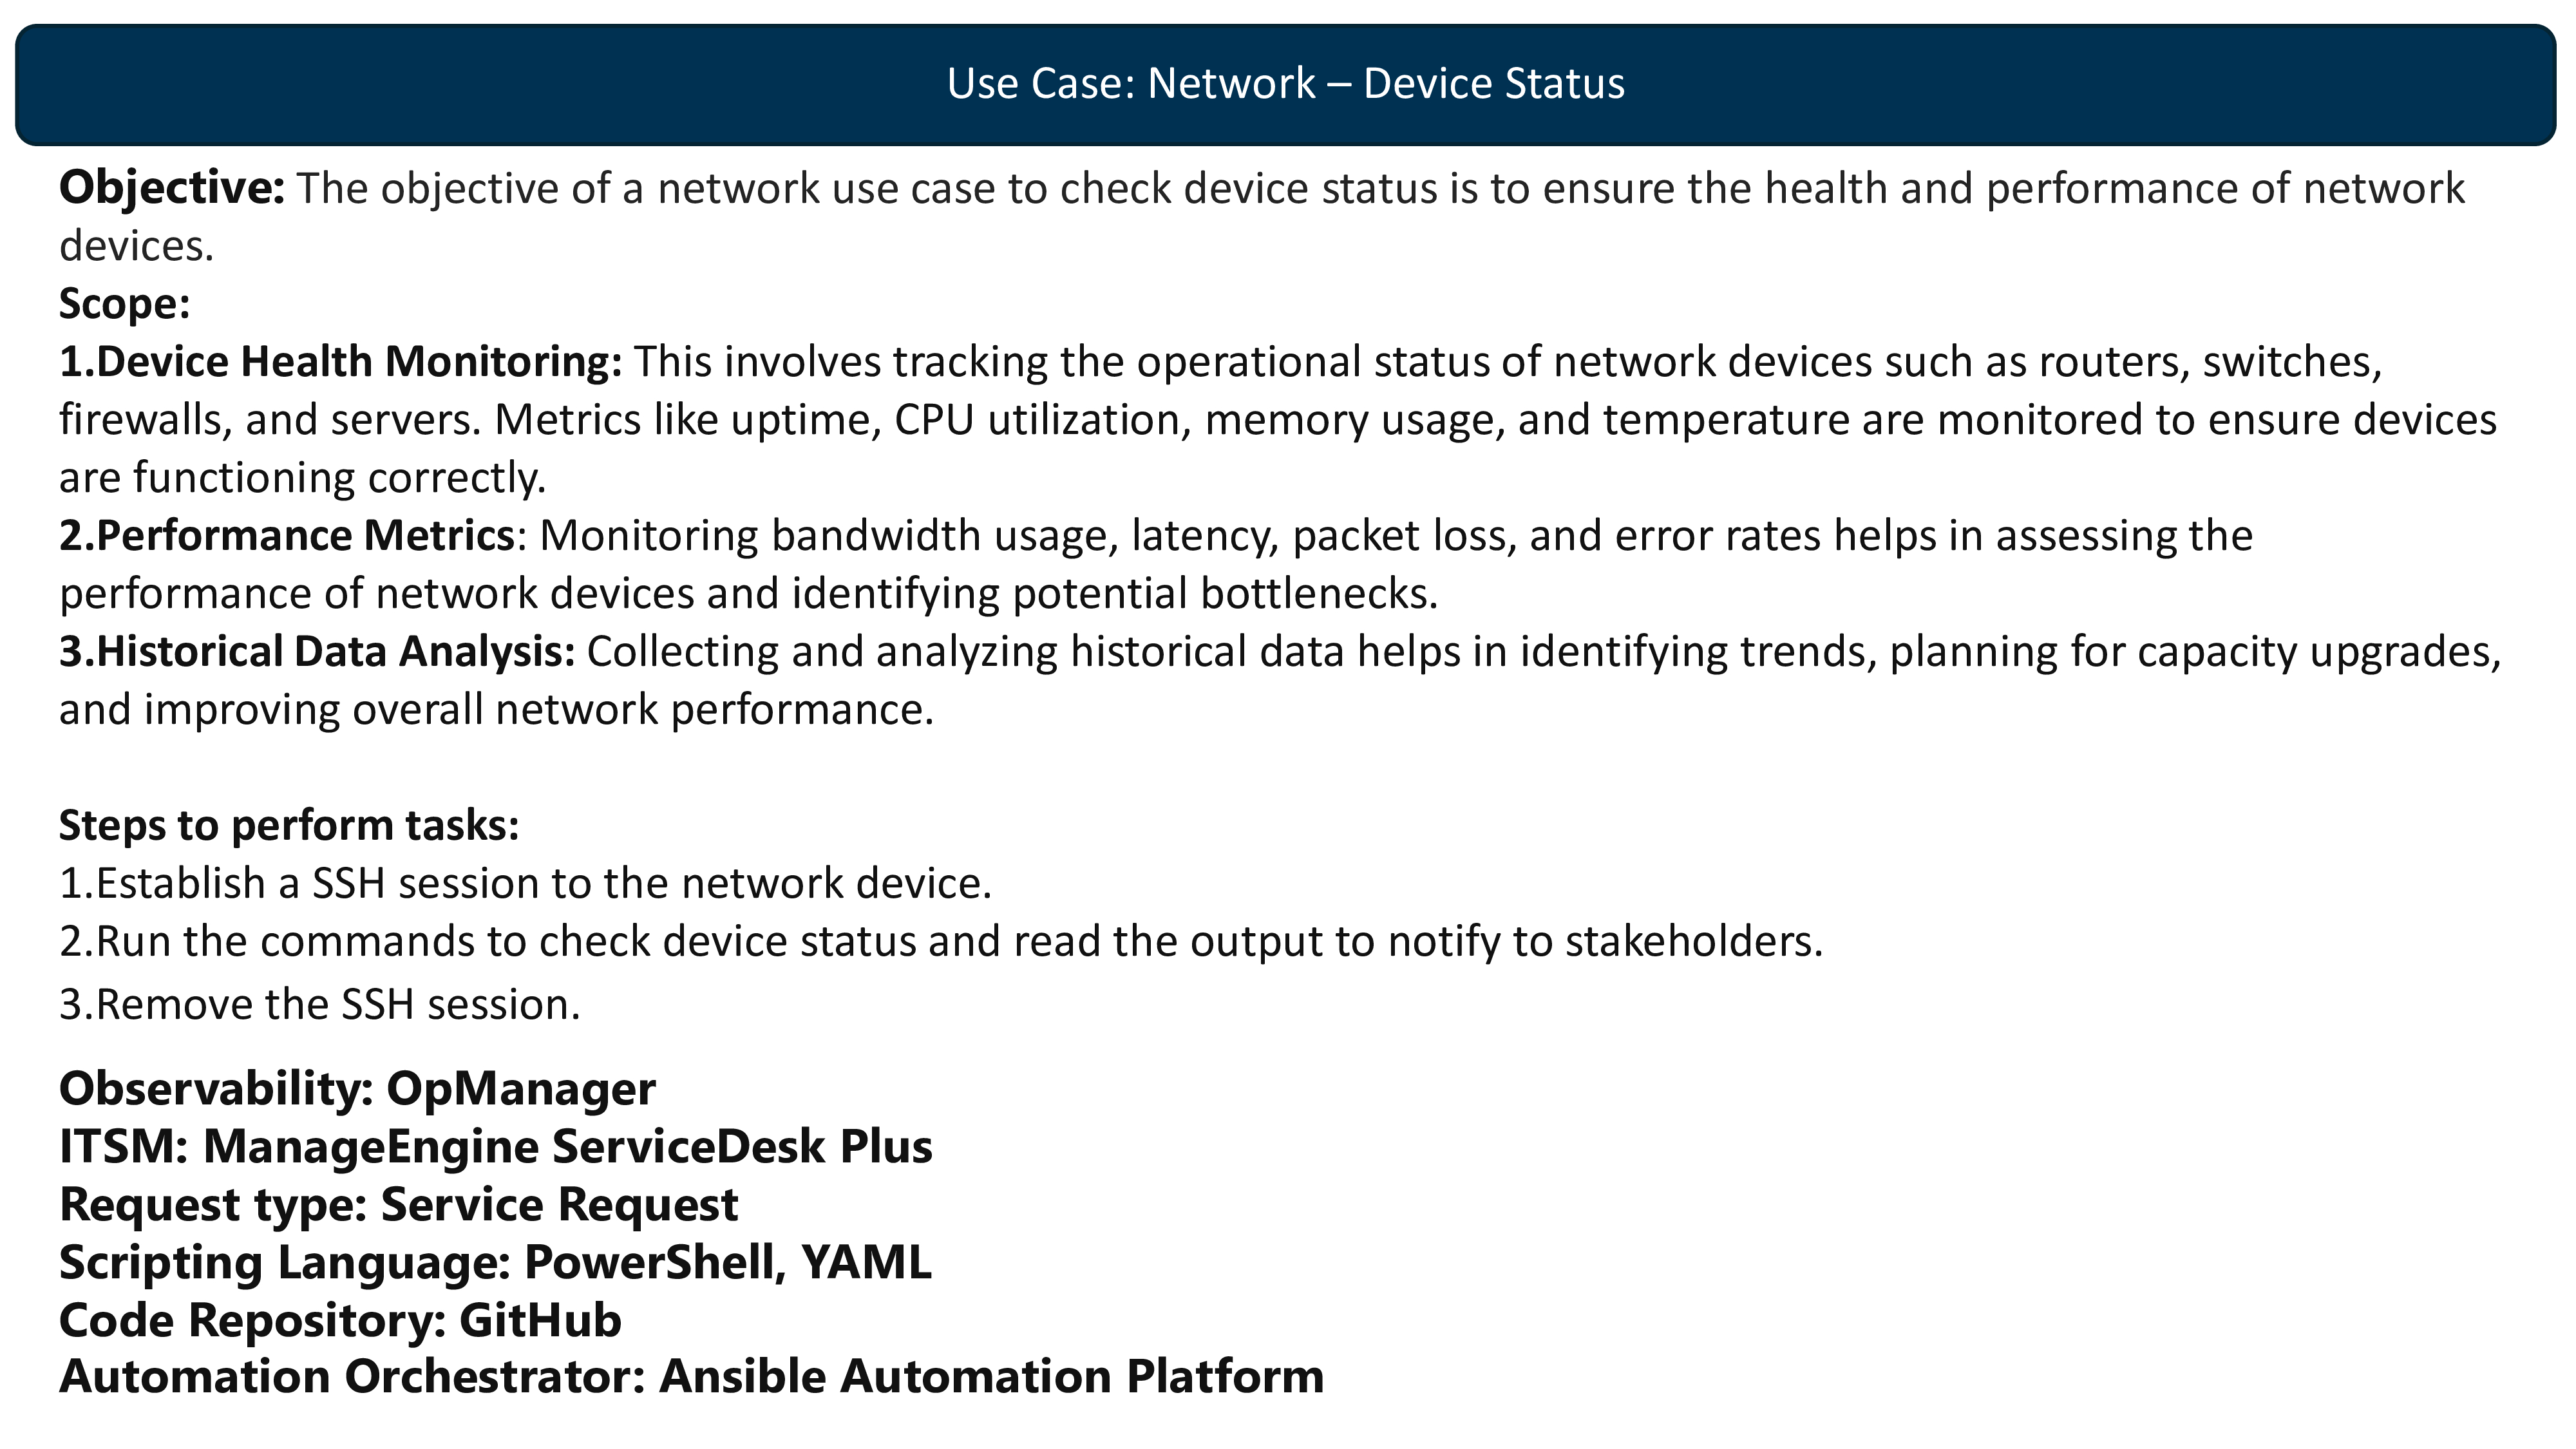 Use Case: Network – Device Status
Objective: The objective of a network use case to check device status is to ensure the health and performance of network
devices.
Scope:
1.Device Health Monitoring: This involves tracking the operational status of network devices such as routers, switches,
firewalls, and servers. Metrics like uptime, CPU utilization, memory usage, and temperature are monitored to ensure devices
are functioning correctly.
2.Performance Metrics: Monitoring bandwidth usage, latency, packet loss, and error rates helps in assessing the
performance of network devices and identifying potential bottlenecks.
3.Historical Data Analysis: Collecting and analyzing historical data helps in identifying trends, planning for capacity upgrades,
and improving overall network performance.
Steps to perform tasks:
1.Establish a SSH session to the network device.
2.Run the commands to check device status and read the output to notify to stakeholders.
3.Remove the SSH session.
Observability: OpManager
ITSM: ManageEngine ServiceDesk Plus
Request type: Service Request
Scripting Language: PowerShell, YAML
Code Repository: GitHub
Automation Orchestrator: Ansible Automation Platform